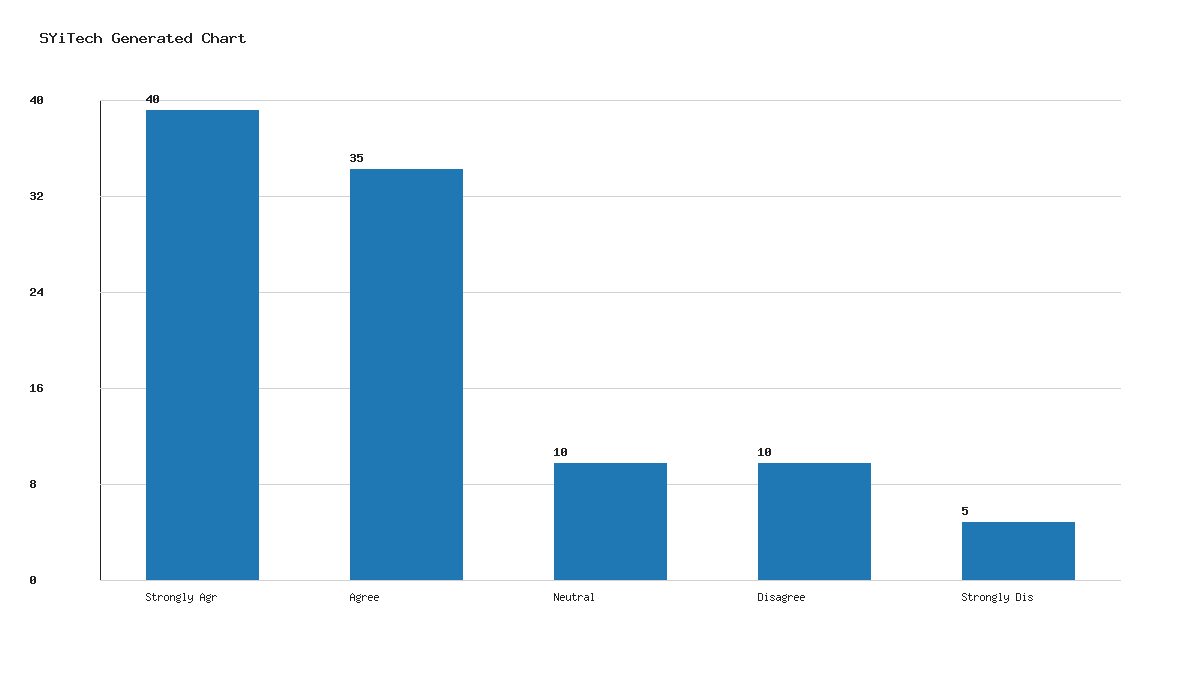 SYiTech Generated Chart
40
40
35
32
24
16
10
10
8
5
0
Strongly Agr
Agree
Neutral
Disagree
Strongly Dis